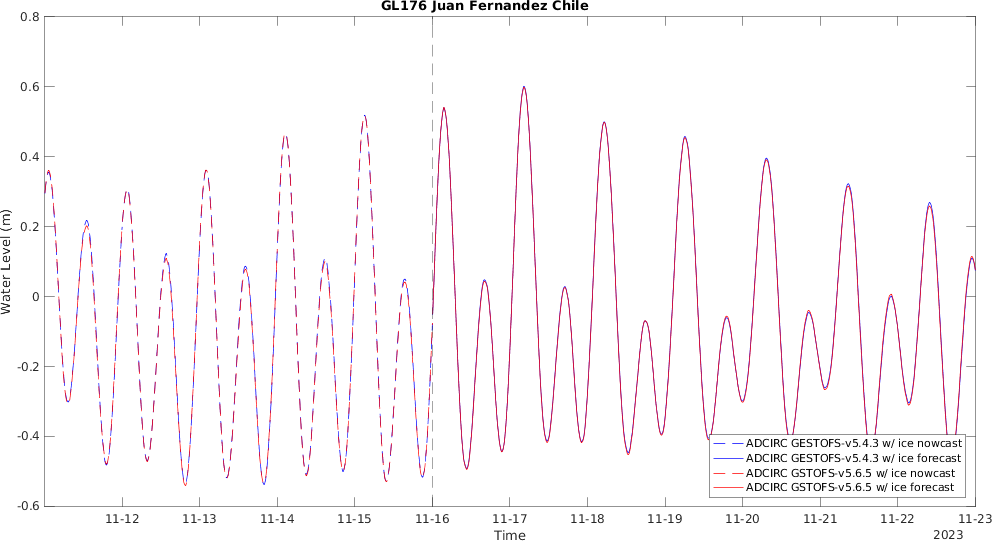 GL176 Juan Fernandez Chile
0.8
0.6
0.4
0.2
0
-0.2
-0.4
-0.6
Water Level (m)
ADCIRC GESTOFS-v5.4.3 w/ ice nowcast
ADCIRC GESTOFS-v5.4.3 w/ ice forecast
ADCIRC GSTOFS-v5.6.5 w/ ice nowcast
ADCIRC GSTOFS-v5.6.5 w/ ice forecast
11-12 11-13 11-14 11-15 11-16 11-17 11-18 11-19 11-20 11-21 11-22 11-23
Time
2023